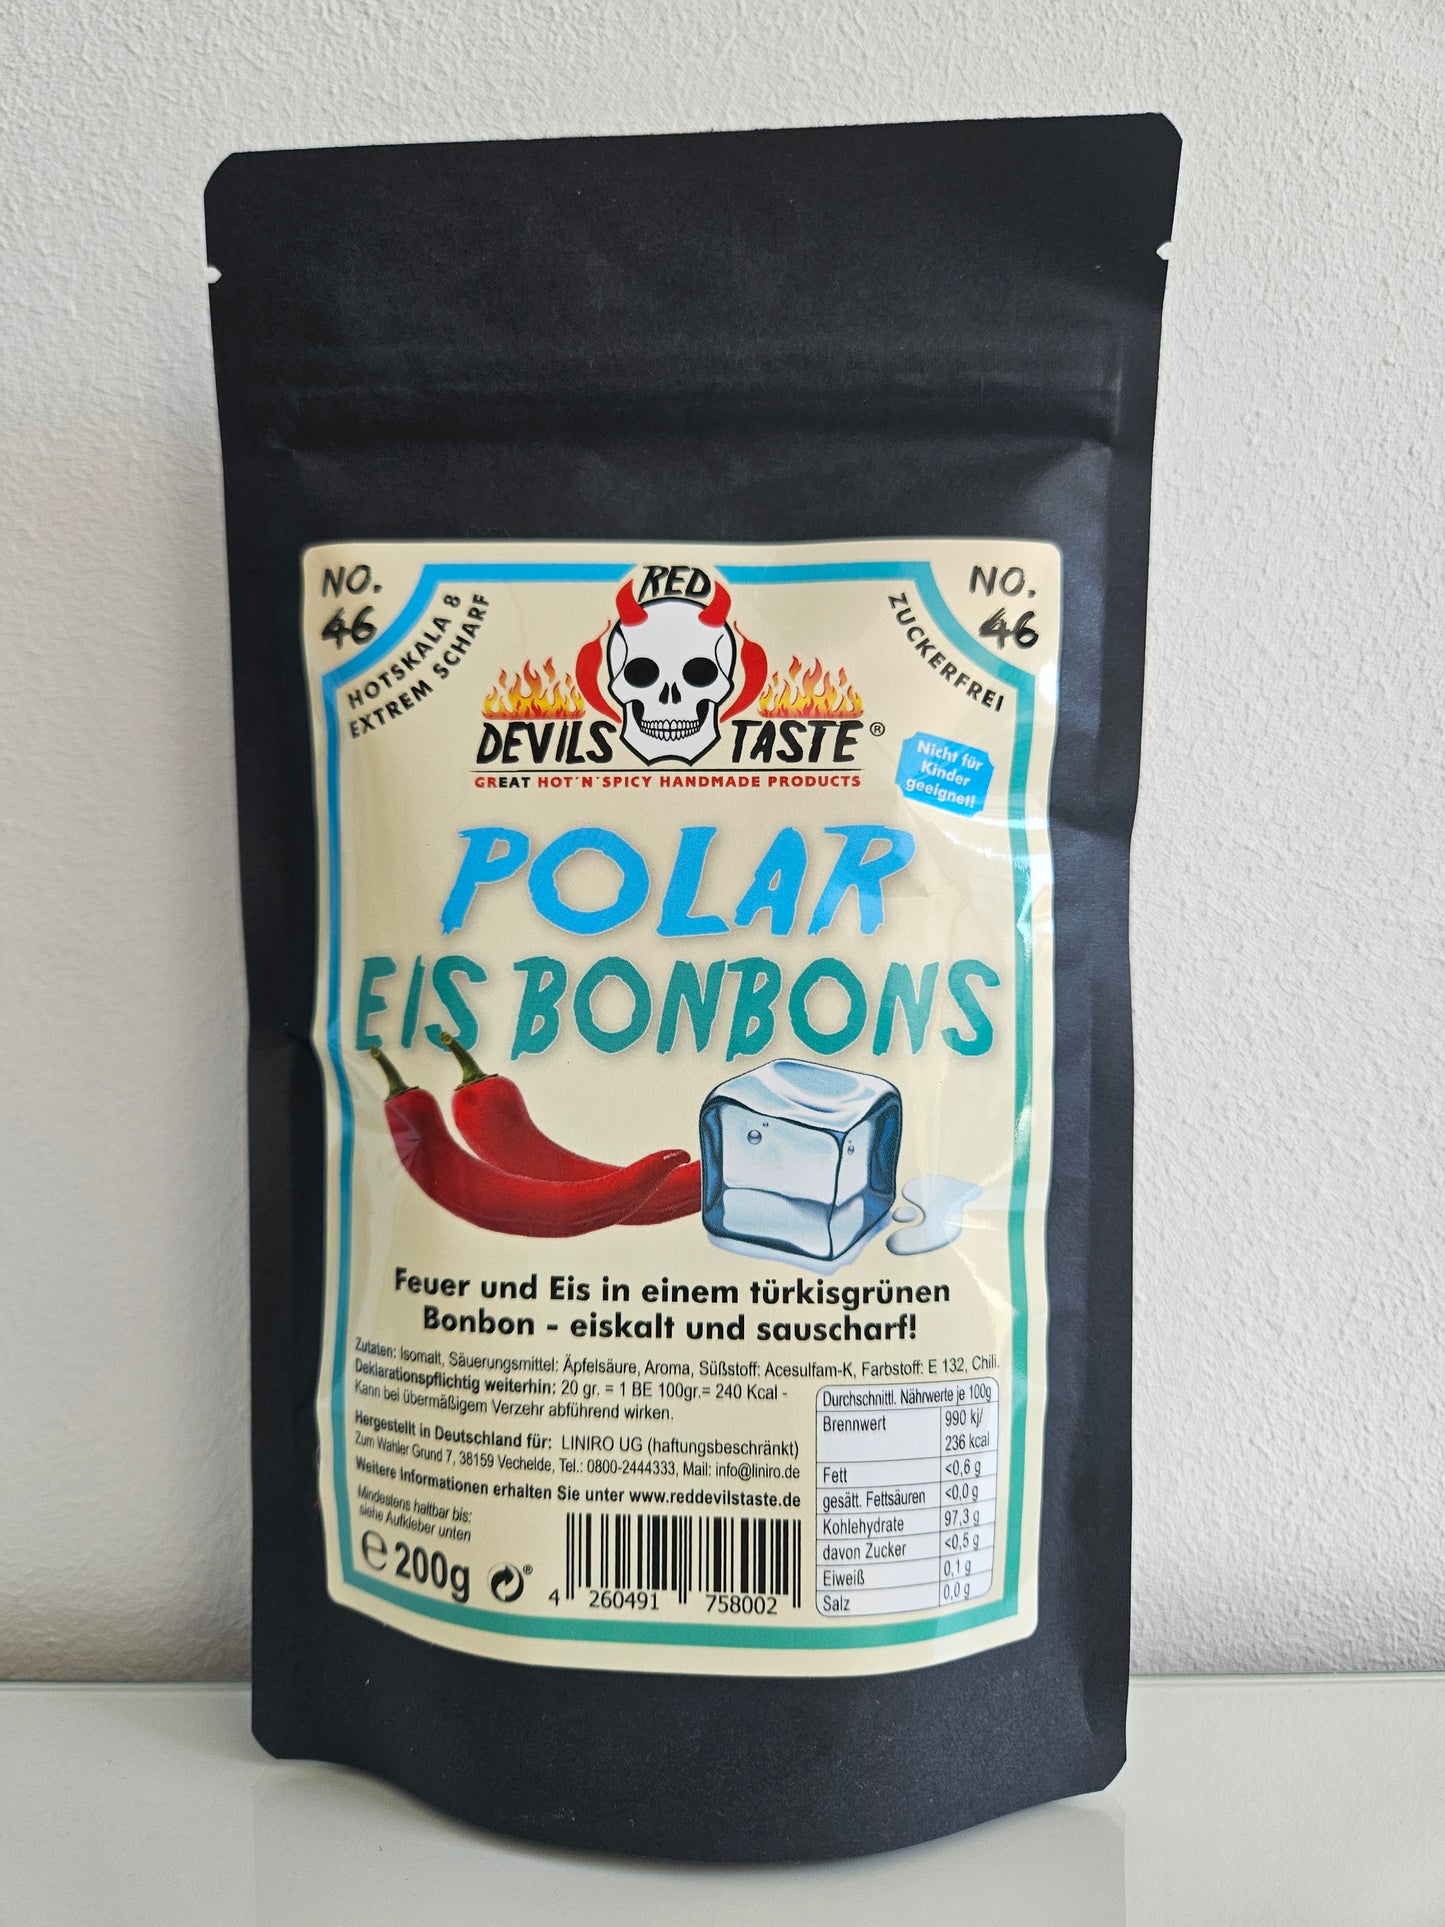 NO.
46
HOTSKALA 8
EXTREM SCHARF
RED
DEVILS TASTE ®
GREAT HOT´N´SPICY HANDMADE PRODUCTS
ZUCKERFREI
NO.
46
Nicht für
Kinder
geeignet!
POLAR
EIS BONBONS
Feuer und Eis in einem türkisgrünen
Bonbon - eiskalt und sauscharf!
Zutaten: Isomalt, Säuerungsmittel: Äpfelsäure, Aroma, Süßstoff: Acesulfam-K, Farbstoff: E 132, Chili.
Deklarationspflichtig weiterhin: 20 gr. = 1 BE 100gr.= 240 Kcal -
Kann bei übermäßigem Verzehr abführend wirken.
Hergestellt in Deutschland für: LINIRO UG (haftungsbeschränkt)
Zum Wahler Grund 7, 38159 Vechelde, Tel.: 0800-2444333, Mail: info@liniro.de
Weitere Informationen erhalten Sie unter www.reddevilstaste.de
Mindestens haltbar bis:
siehe Aufkleber unten
℮ 200g
®
4 260491 758002
Durchschnittl. Nährwerte je 100g
Brennwert 990 kj/
236 kcal
Fett <0,6 g
gesätt. Fettsäuren <0,0 g
Kohlehydrate 97,3 g
davon Zucker <0,5 g
Eiweiß 0,1 g
Salz 0,0 g